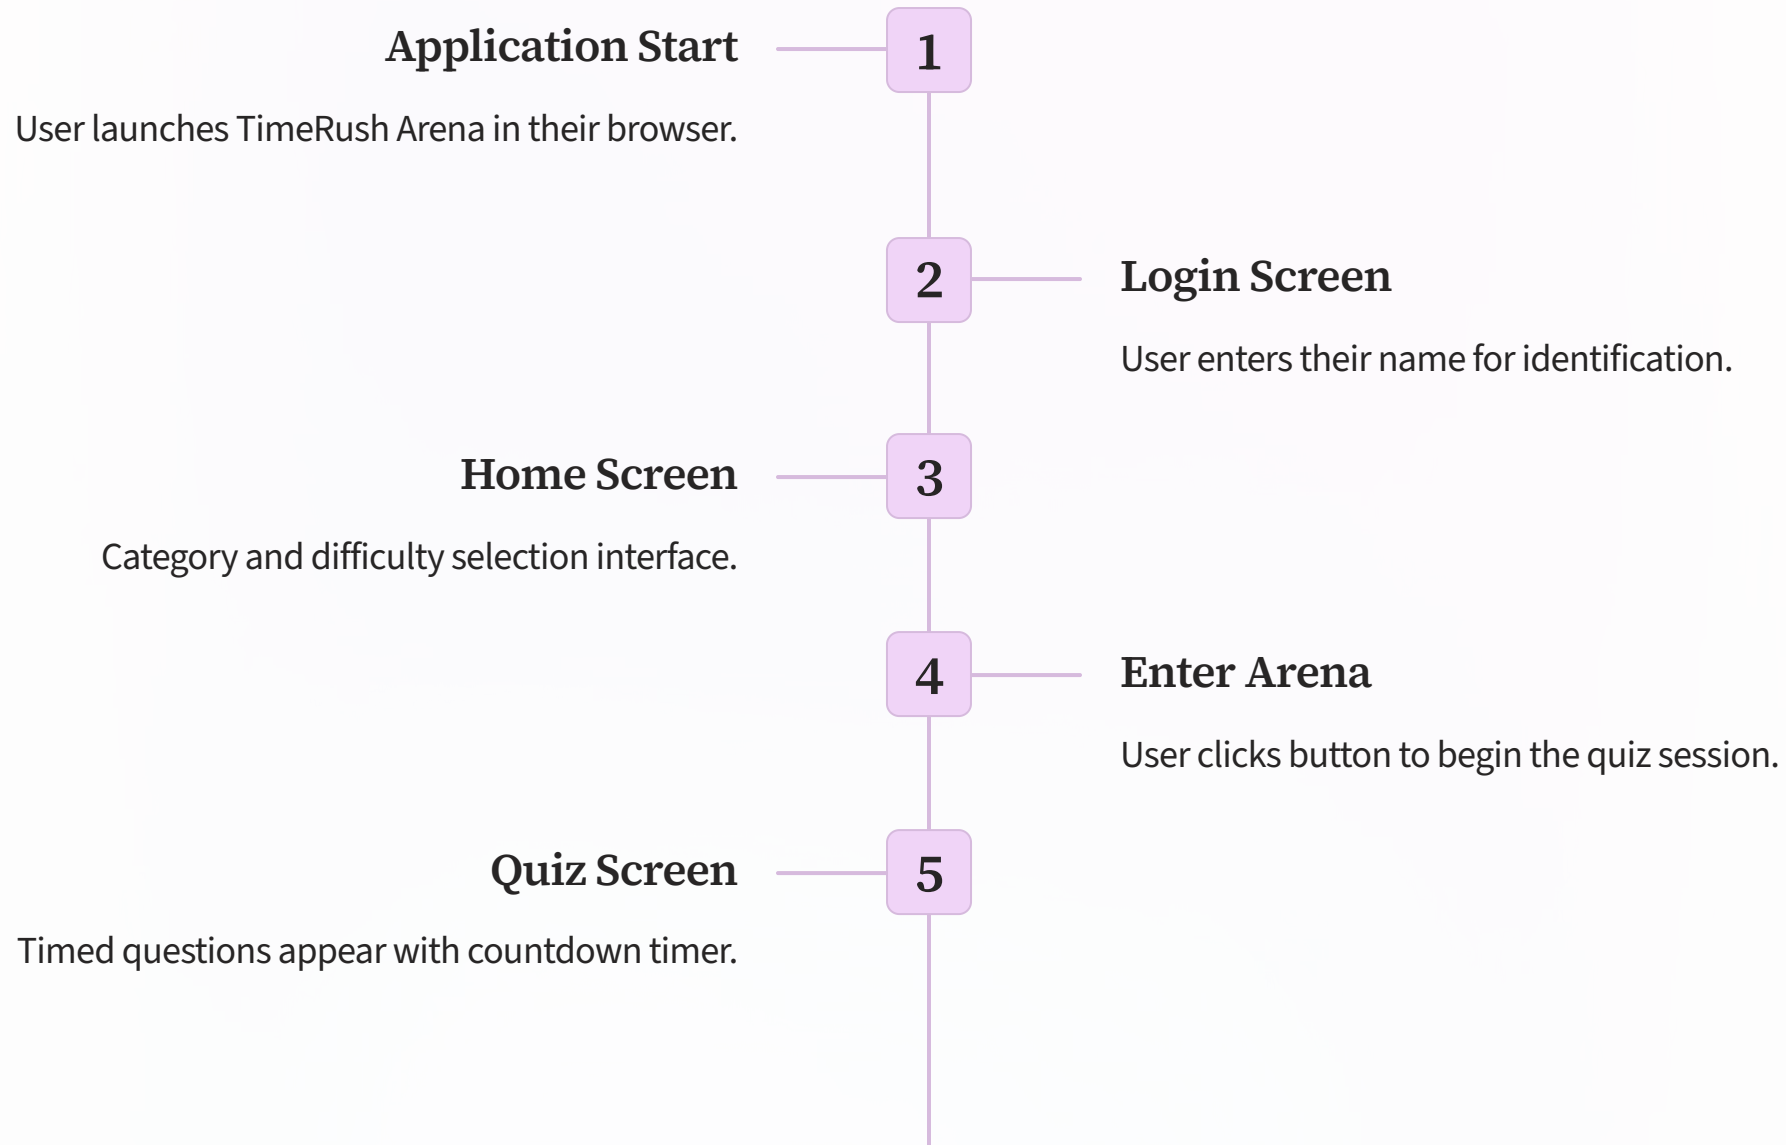 Application Start
1
User launches TimeRush Arena in their browser.
2
Login Screen
User enters their name for identification.
Home Screen
3
Category and difficulty selection interface.
4
Enter Arena
User clicks button to begin the quiz session.
Quiz Screen
5
Timed questions appear with countdown timer.